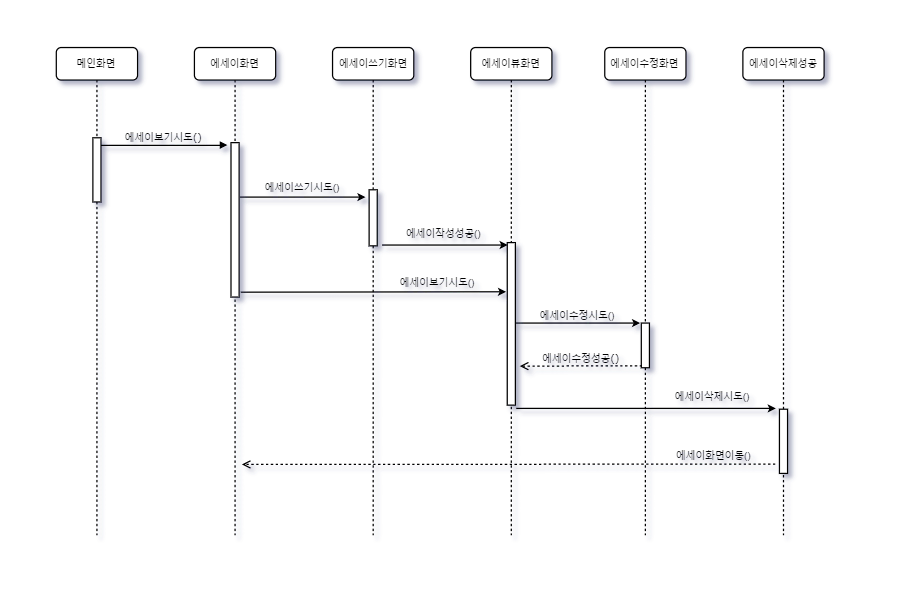 메인화면
에세이화면
에세이쓰기화면
에세이뷰화면
에세이수정화면
에세이삭제성공
에세이보기시도()
에세이쓰기시도()
에세이작성성공()
에세이보기시도()
에세이수정시도()
에세이수정성공()
에세이삭제시도()
에세이화면이동()